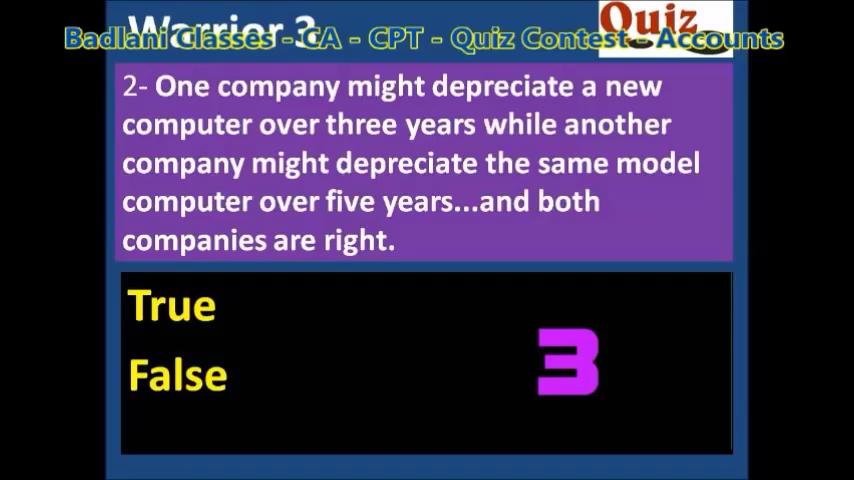 Warrior 3
Quiz
Badlani Classes - CA - CPT - Quiz Contest - Accounts
2- One company might depreciate a new
computer over three years while another
company might depreciate the same model
computer over five years...and both
companies are right.
True
False
3